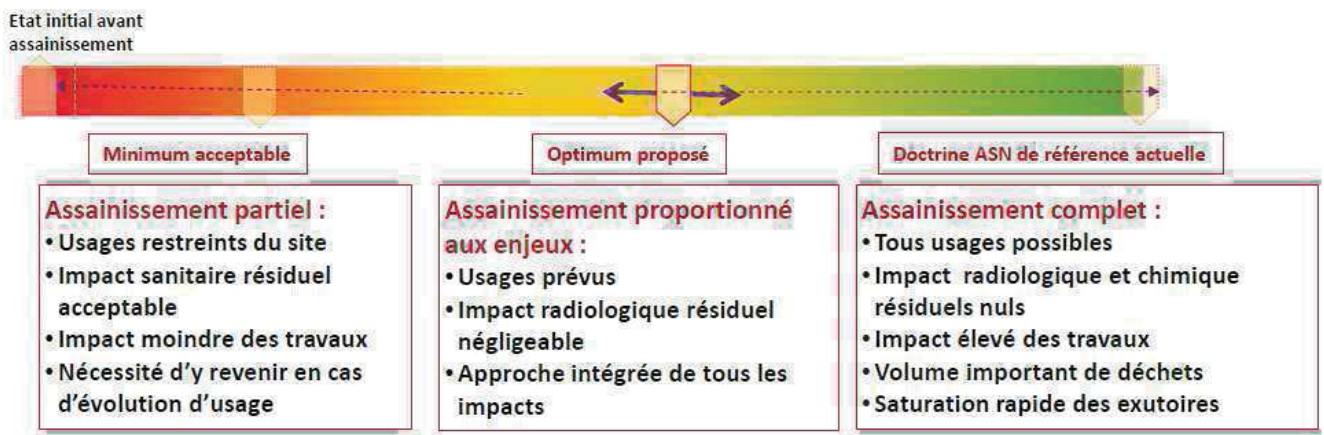 Etat initial avant
assainissement
Minimum acceptable
Optimum proposé
Doctrine ASN de référence actuelle
Assainissement partiel :
• Usages restreints du site
• Impact sanitaire résiduel
acceptable
• Impact moindre des travaux
• Nécessité d'y revenir en cas
d'évolution d'usage
Assainissement proportionné
aux enjeux :
• Usages prévus
• Impact radiologique résiduel
négligeable
• Approche intégrée de tous les
impacts
Assainissement complet :
• Tous usages possibles
• Impact radiologique et chimique
résiduels nuls
• Impact élevé des travaux
• Volume important de déchets
• Saturation rapide des exutoires